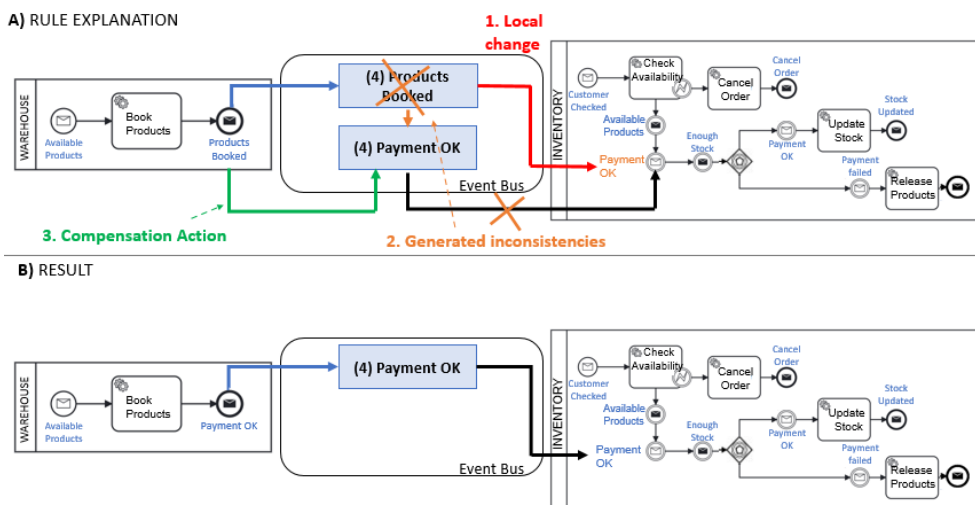 A) RULE EXPLANATION
1. Local
change
WAREHOUSE
Available
Products
Book
Products
Products
Booked
(4) Products
Booked
(4) Payment OK
Event Bus
3. Compensation Action
2. Generated inconsistencies
INVENTORY
Customer
Checked
Check
Availability
Cancel
Order
Cancel
Order
Available
Products
Payment
OK
Enough
Stock
Payment
OK
Update
Stock
Stock
Updated
Payment
failed
Release
Products
B) RESULT
WAREHOUSE
Available
Products
Book
Products
Payment OK
(4) Payment OK
Event Bus
INVENTORY
Customer
Checked
Check
Availability
Cancel
Order
Cancel
Order
Available
Products
Payment
OK
Enough
Stock
Payment
OK
Update
Stock
Stock
Updated
Payment
failed
Release
Products